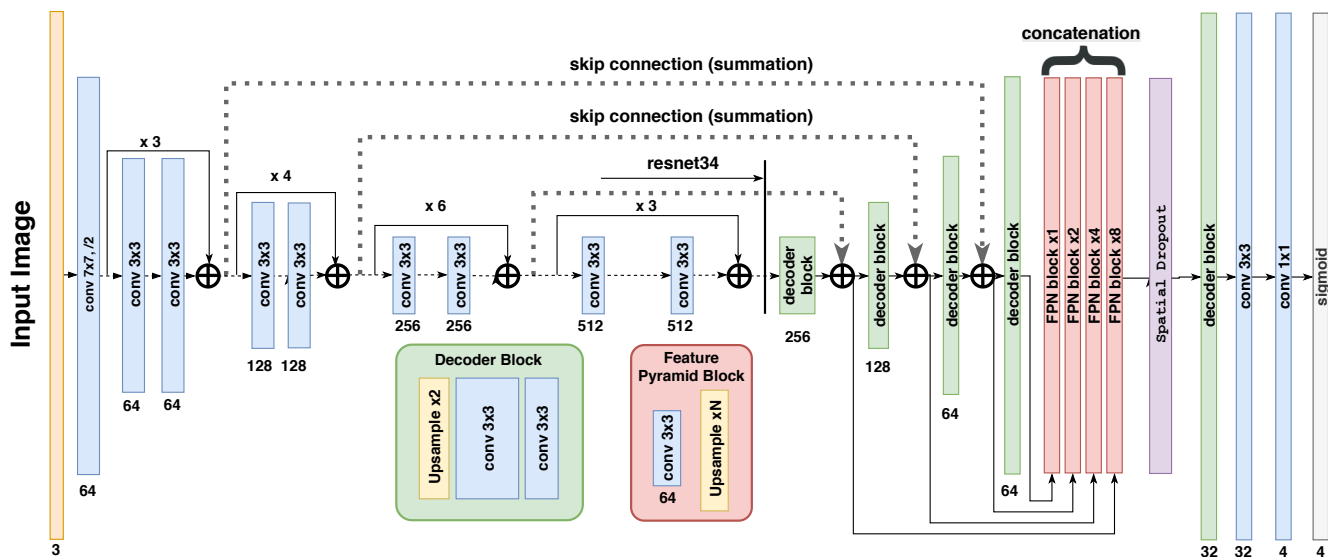 Input Image
3
conv 7x7, /2
64
x 3
conv 3x3
64
conv 3x3
64
x 4
conv 3x3
128
conv 3x3
128
skip connection (summation)
skip connection (summation)
x 6
conv 3x3
256
conv 3x3
256
resnet34
x 3
conv 3x3
512
conv 3x3
512
decoder
block
256
decoder block
128
decoder block
64
decoder block
64
concatenation
FPN block x1
FPN block x2
FPN block x4
FPN block x8
Spatial Dropout
decoder block
32
conv 3x3
32
conv 1x1
4
sigmoid
4
Decoder Block
Upsample x2
conv 3x3
conv 3x3
Feature
Pyramid Block
conv 3x3
64
Upsample xN